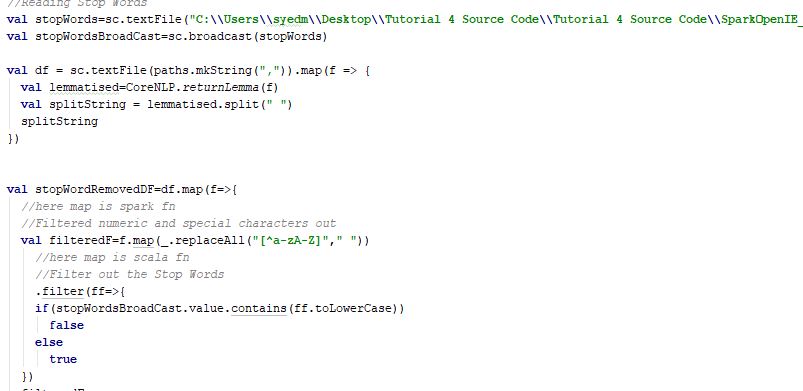 //Reading Stop Words
val stopWords=sc.textFile("C:\\Users\\syedm\\Desktop\\Tutorial 4 Source Code\\Tutorial 4 Source Code\\SparkOpenIE_
val stopWordsBroadCast=sc.broadcast(stopWords)
val df = sc.textFile(paths.mkString(",")).map(f => {
val lemmatised=CoreNLP.returnLemma(f)
val splitString = lemmatised.split(" ")
splitString
})
val stopWordRemovedDF=df.map(f=>{
//here map is spark fn
//Filtered numeric and special characters out
val filteredF=f.map(_.replaceAll("[^a-zA-Z]"," "))
//here map is scala fn
//Filter out the Stop Words
.filter(ff=>{
if(stopWordsBroadCast.value.contains(ff.toLowerCase))
false
else
true
})